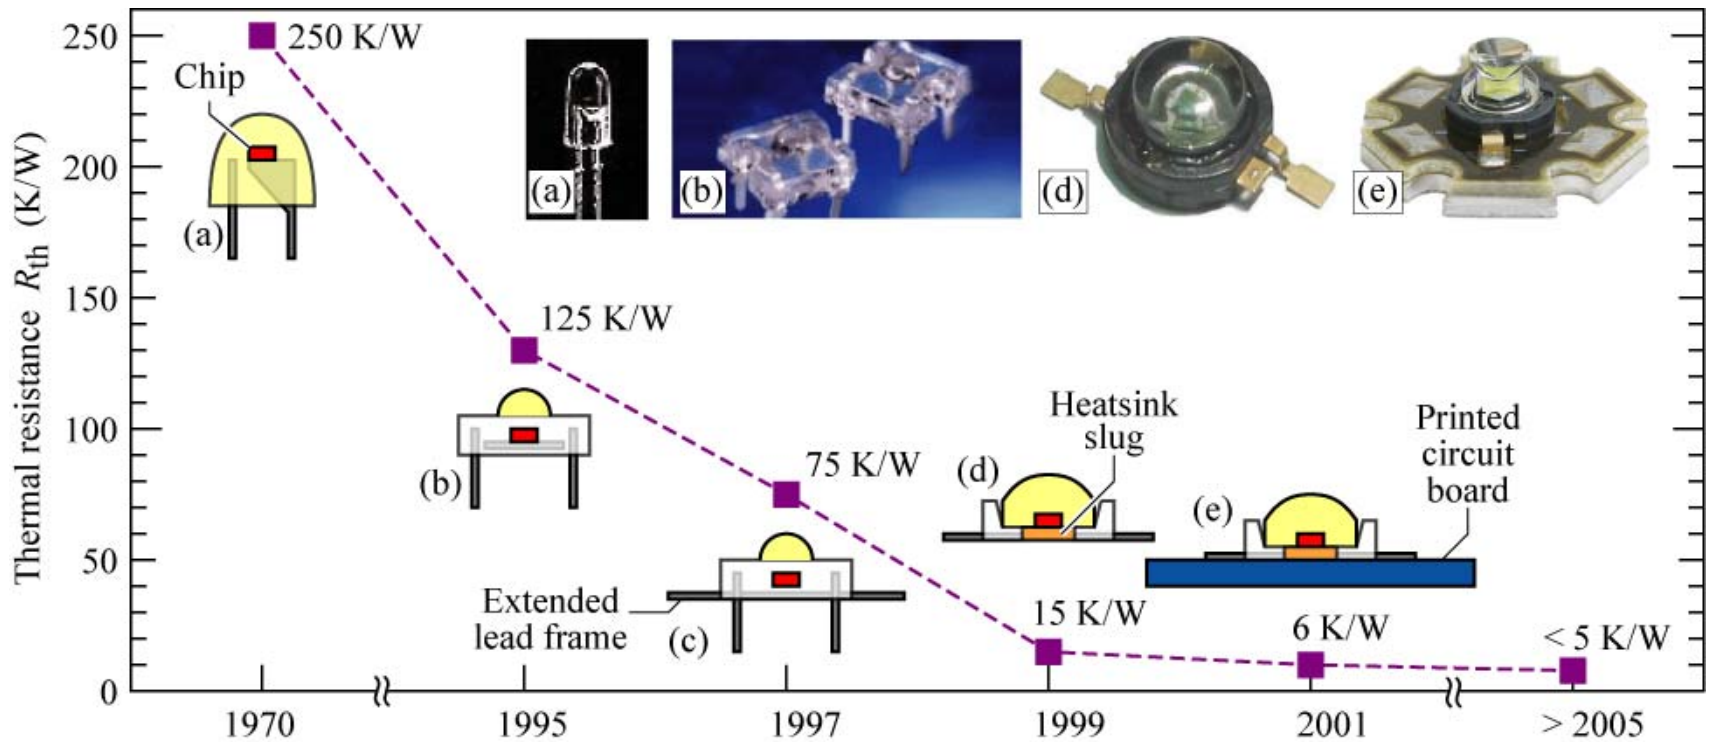 Thermal resistance Rth (K/W)
250
200
150
100
50
0
250 K/W
Chip
(a)
(a)
(b)
(d)
(e)
125 K/W
(b)
75 K/W
Extended
lead frame
(c)
(d)
Heatsink
slug
15 K/W
(e)
Printed
circuit
board
6 K/W
< 5 K/W
1970
1995
1997
1999
2001
> 2005